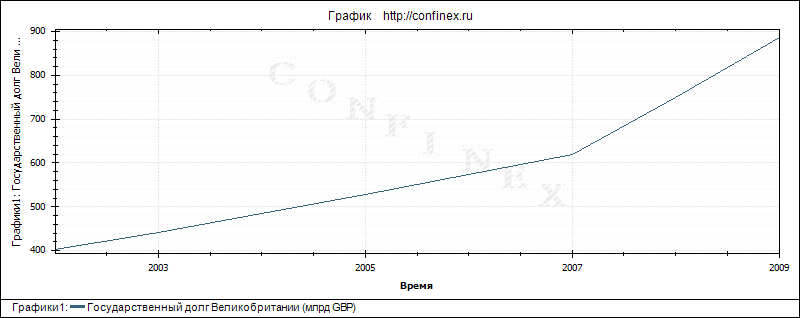 График http://confinex.ru
Графики1: Государственный долг Вели ...
900
800
700
600
500
400
CONFINEX
2003 2005 2007 2009
Время
Графики1: Государственный долг Великобритании (млрд GBP)